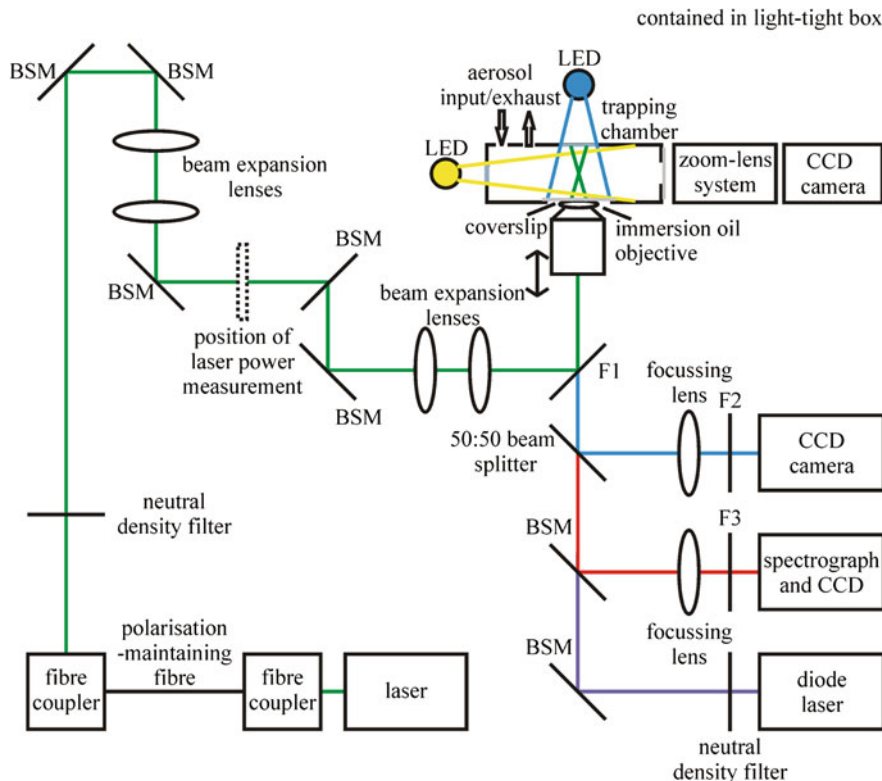 contained in light-tight box
BSM
BSM
LED
aerosol
input/exhaust
trapping
chamber
LED
zoom-lens
system
CCD
camera
beam expansion
lenses
coverslip
immersion oil
objective
BSM
BSM
beam expansion
lenses
position of
laser power
measurement
BSM
F1
focussing
lens
F2
50:50 beam
splitter
CCD
camera
neutral
density filter
BSM
F3
spectrograph
and CCD
focussing
lens
polarisation
-maintaining
fibre
fibre
coupler
fibre
coupler
laser
BSM
diode
laser
neutral
density filter